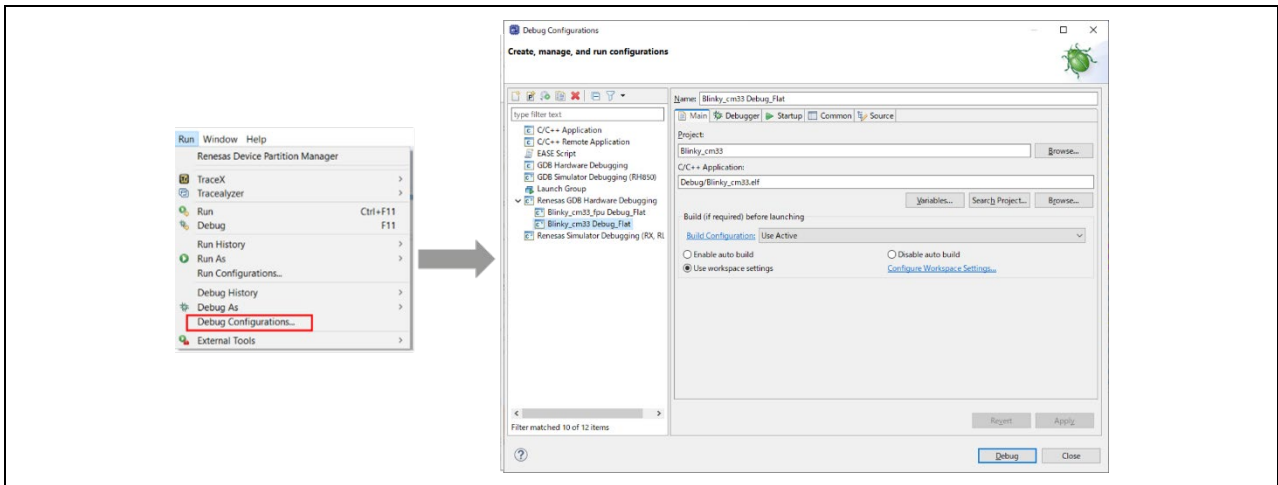 Run Window Help
Renesas Device Partition Manager
TraceX
Tracealyzer
Run Ctrl+F11
Debug F11
Run History
Run As
Run Configurations...
Debug History
Debug As
Debug Configurations...
External Tools
Debug Configurations
Create, manage, and run configurations
type filter text
C/C++ Application
C/C++ Remote Application
EASE Script
GDB Hardware Debugging
GDB Simulator Debugging (RH850)
Launch Group
Renesas GDB Hardware Debugging
Blinky_cm33_fpu Debug_Flat
Blinky_cm33 Debug_Flat
Renesas Simulator Debugging (RX, RL
Filter matched 10 of 12 items
Name: Blinky_cm33 Debug_Flat
Main Debugger Startup Common Source
Project:
Blinky_cm33 Browse...
C/C++ Application:
Debug/Blinky_cm33.elf
Variables... Search Project... Browse...
Build (if required) before launching
Build Configuration: Use Active
Enable auto build Disable auto build
Use workspace settings Configure Workspace Settings...
Revert Apply
Debug Close